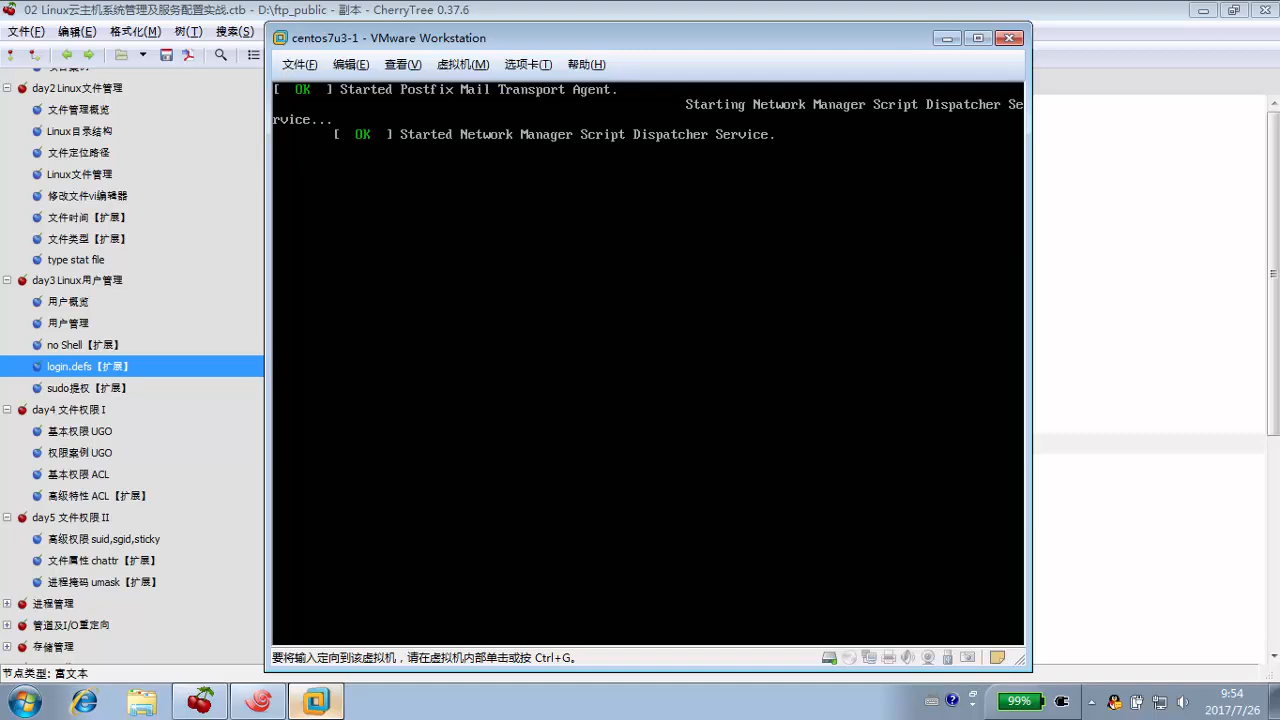 02 Linux云主机系统管理及服务配置实战.ctb - D:\ftp_public - 副本 - CherryTree 0.37.6
文件(F) 编辑(E) 格式化(M) 树(T) 搜索(S)
day2 Linux文件管理
文件管理概览
Linux目录结构
文件定位路径
Linux文件管理
修改文件vi编辑器
文件时间【扩展】
文件类型【扩展】
type stat file
day3 Linux用户管理
用户概览
用户管理
no Shell【扩展】
login.defs【扩展】
sudo提权【扩展】
day4 文件权限 I
基本权限 UGO
权限案例 UGO
基本权限 ACL
高级特性 ACL【扩展】
day5 文件权限 II
高级权限 suid,sgid,sticky
文件属性 chattr【扩展】
进程掩码 umask【扩展】
进程管理
管道及I/O重定向
存储管理
节点类型: 富文本
centos7u3-1 - VMware Workstation
文件(F) 编辑(E) 查看(V) 虚拟机(M) 选项卡(T) 帮助(H)
[ OK ] Started Postfix Mail Transport Agent.
Starting Network Manager Script Dispatcher Se
rvice...
[ OK ] Started Network Manager Script Dispatcher Service.
要将输入定向到该虚拟机，请在虚拟机内部单击或按 Ctrl+G。
99%
9:54
2017/7/26